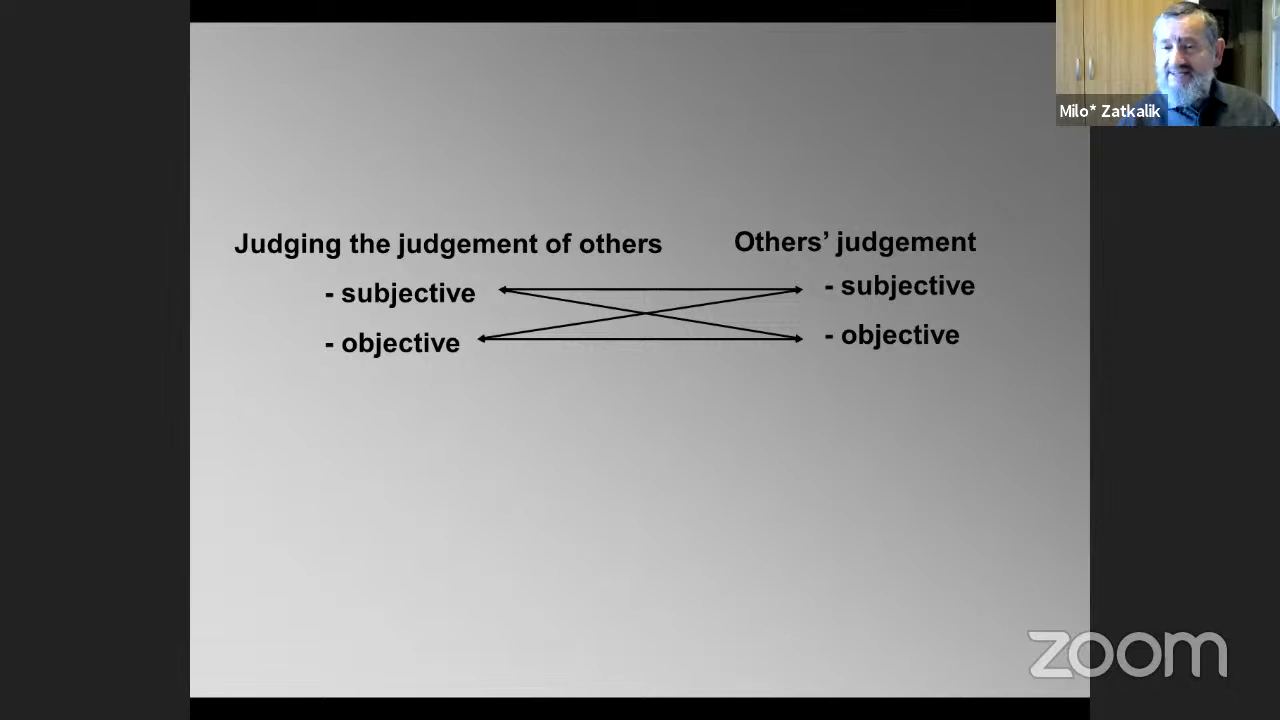 Milo* Zatkalik
Judging the judgement of others
Others’ judgement
- subjective
- subjective
- objective
- objective
zoom